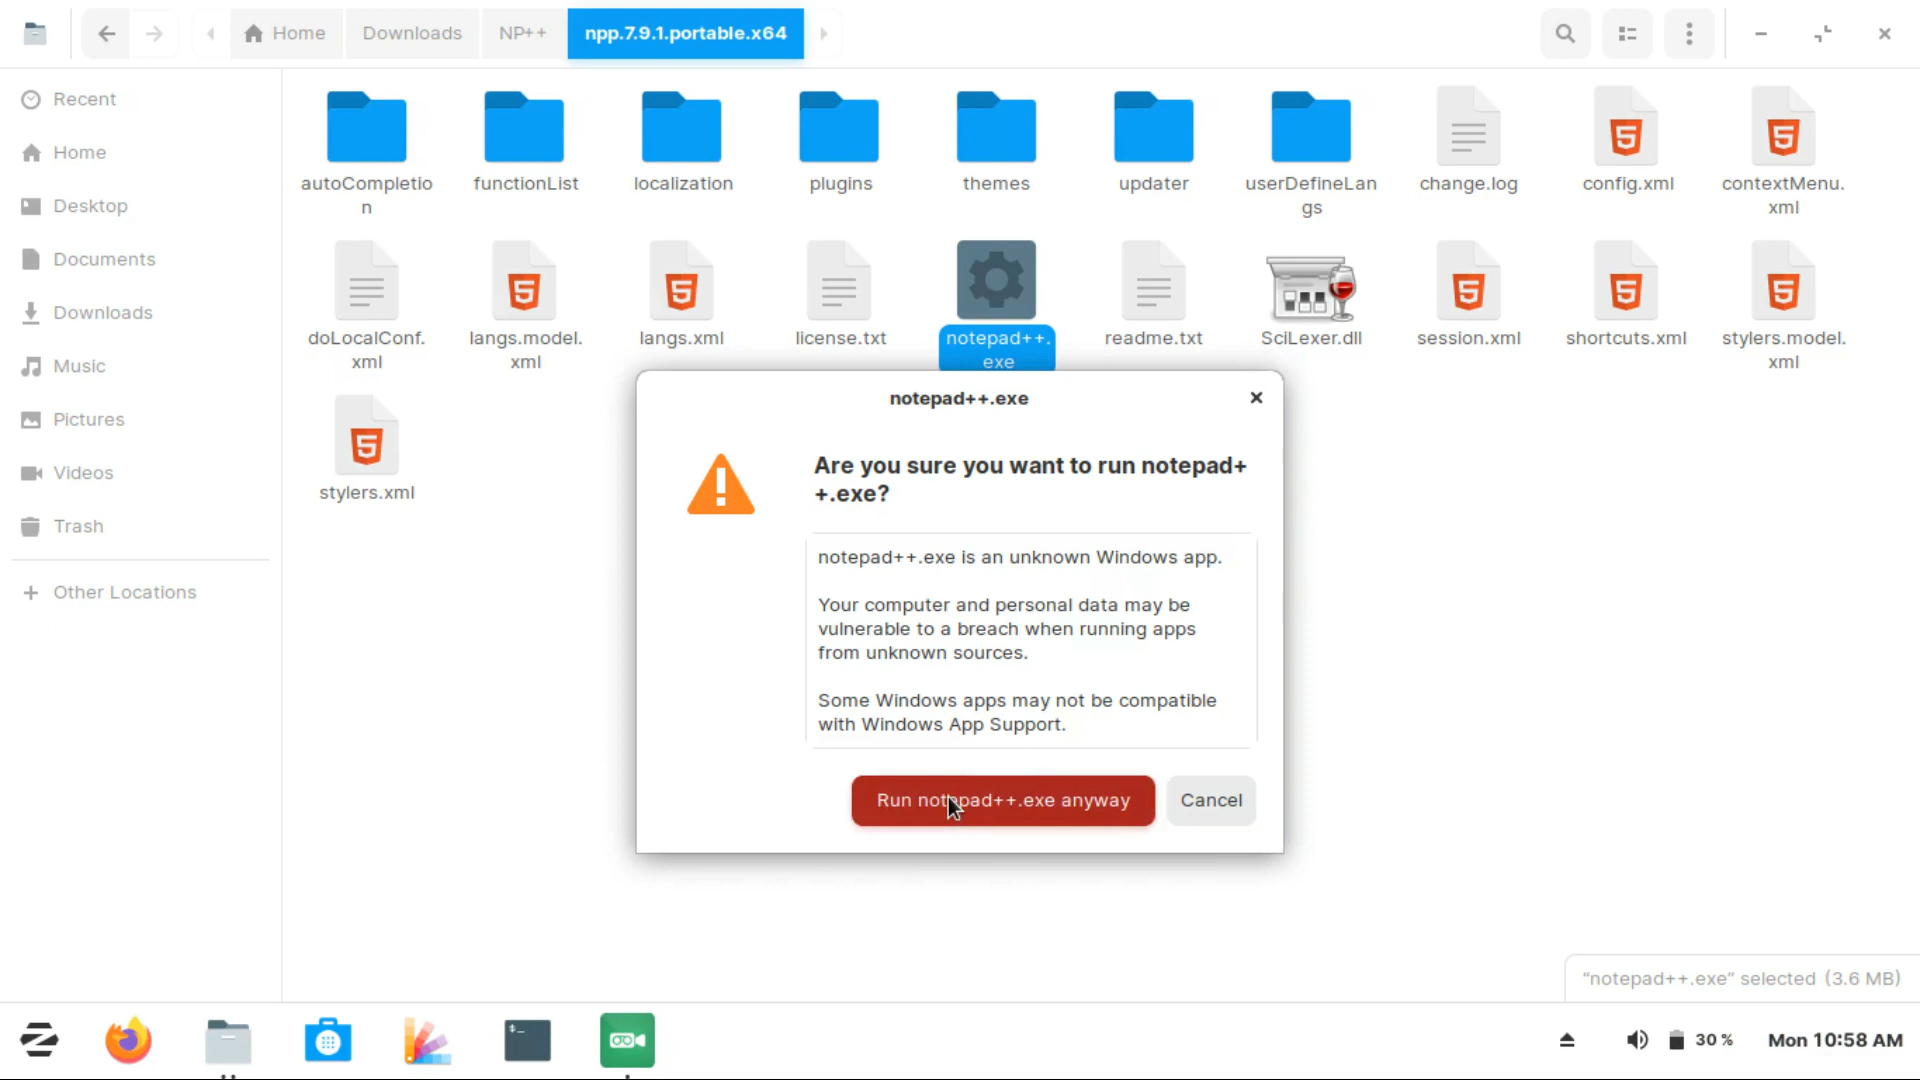 Home
Downloads
NP++
npp.7.9.1.portable.x64
Recent
Home
Desktop
Documents
Downloads
Music
Pictures
Videos
Trash
+ Other Locations
autoCompletio
n
functionList
localization
plugins
themes
updater
userDefineLan
gs
change.log
config.xml
contextMenu.
xml
doLocalConf.
xml
langs.model.
xml
langs.xml
license.txt
notepad++.
exe
readme.txt
SciLexer.dll
session.xml
shortcuts.xml
stylers.model.
xml
stylers.xml
notepad++.exe
Are you sure you want to run notepad+
+.exe?
notepad++.exe is an unknown Windows app.
Your computer and personal data may be
vulnerable to a breach when running apps
from unknown sources.
Some Windows apps may not be compatible
with Windows App Support.
Run notepad++.exe anyway
Cancel
“notepad++.exe” selected (3.6 MB)
30 %
Mon 10:58 AM